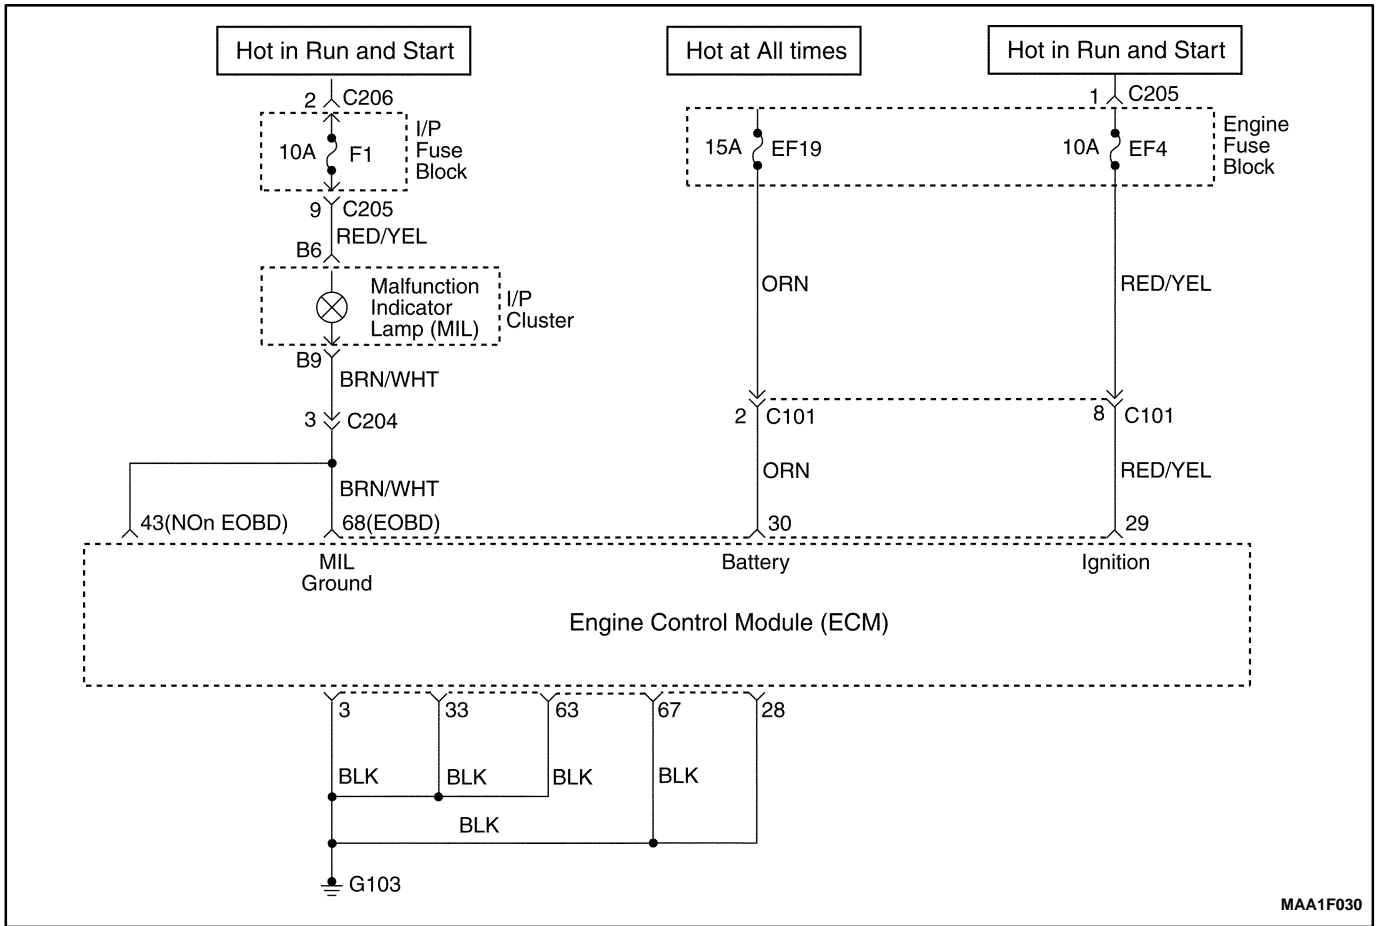 Hot in Run and Start
Hot at All times
Hot in Run and Start
2 C206
1 C205
10A F1
I/P
Fuse
Block
15A EF19
10A EF4
Engine
Fuse
Block
9 C205
RED/YEL
B6
Malfunction
Indicator
Lamp (MIL)
I/P
Cluster
ORN
RED/YEL
B9
BRN/WHT
3 C204
2 C101
8 C101
BRN/WHT
ORN
RED/YEL
43(NOn EOBD)
68(EOBD)
30
29
MIL
Ground
Battery
Ignition
Engine Control Module (ECM)
3
33
63
67
28
BLK
BLK
BLK
BLK
BLK
G103
MAA1F030